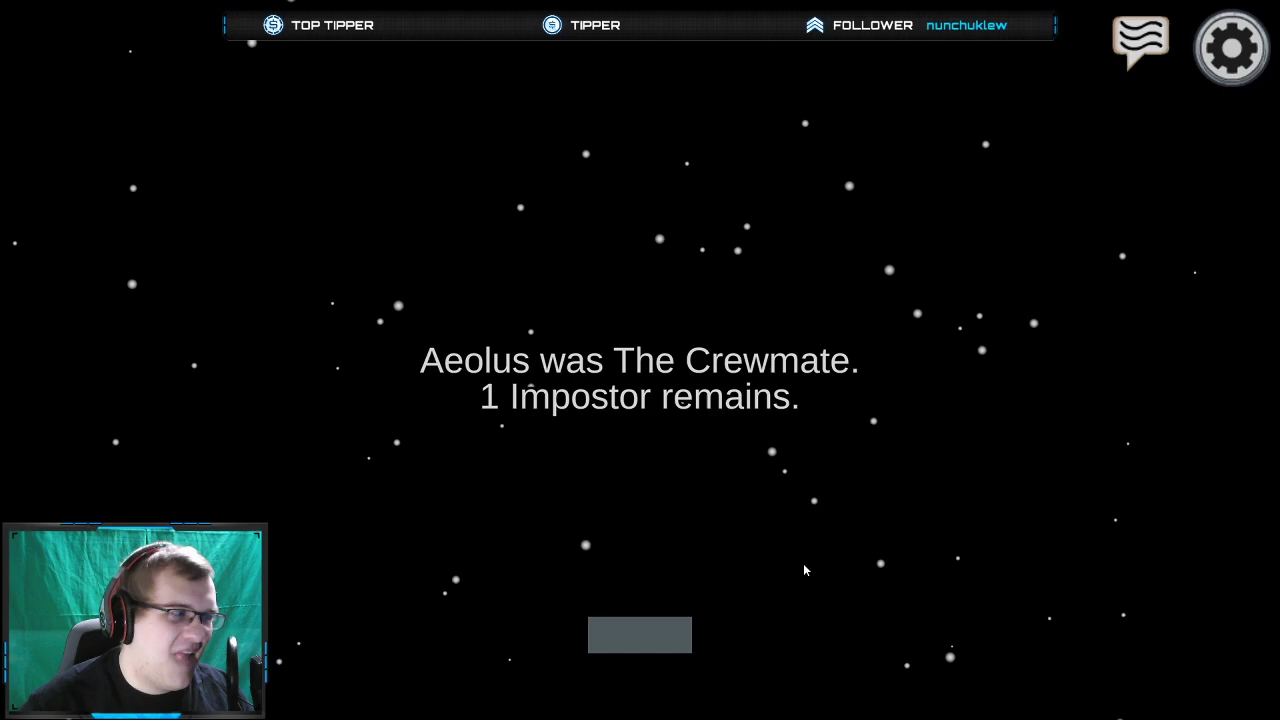 TOP TIPPER TIPPER FOLLOWER nunchuklew
Aeolus was The Crewmate.
1 Impostor remains.